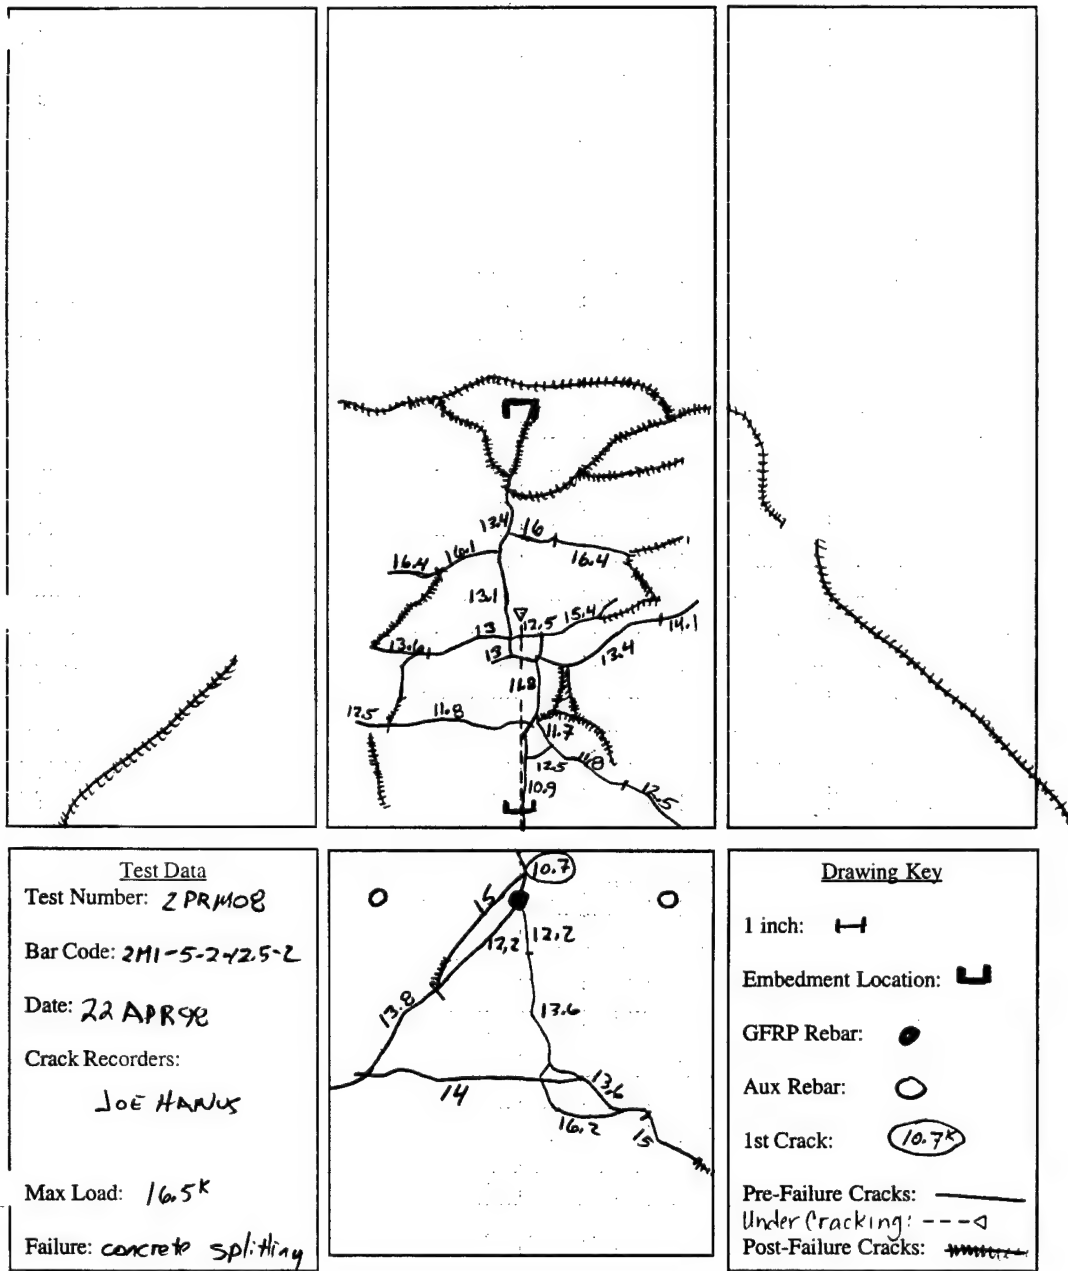 13.4
16
16.4
16.1
16.4
13.1
12.5
15.4
13
13.6
14.1
13
13.4
11.8
12.5
11.8
11.7
12.5
11.8
10.9
12.5
Test Data
Test Number: 2PRM08
Bar Code: 2M1-5-2-12.5-2
Date: 22 APR98
Crack Recorders:
JOE HANUS
Max Load: 16.5K
Failure: concrete splitting
10.7
15
12.2
12.2
13.8
13.6
14
13.6
16.2
15
Drawing Key
1 inch:
Embedment Location:
GFRP Rebar:
Aux Rebar:
1st Crack: 10.7K
Pre-Failure Cracks:
Under Cracking:
Post-Failure Cracks: